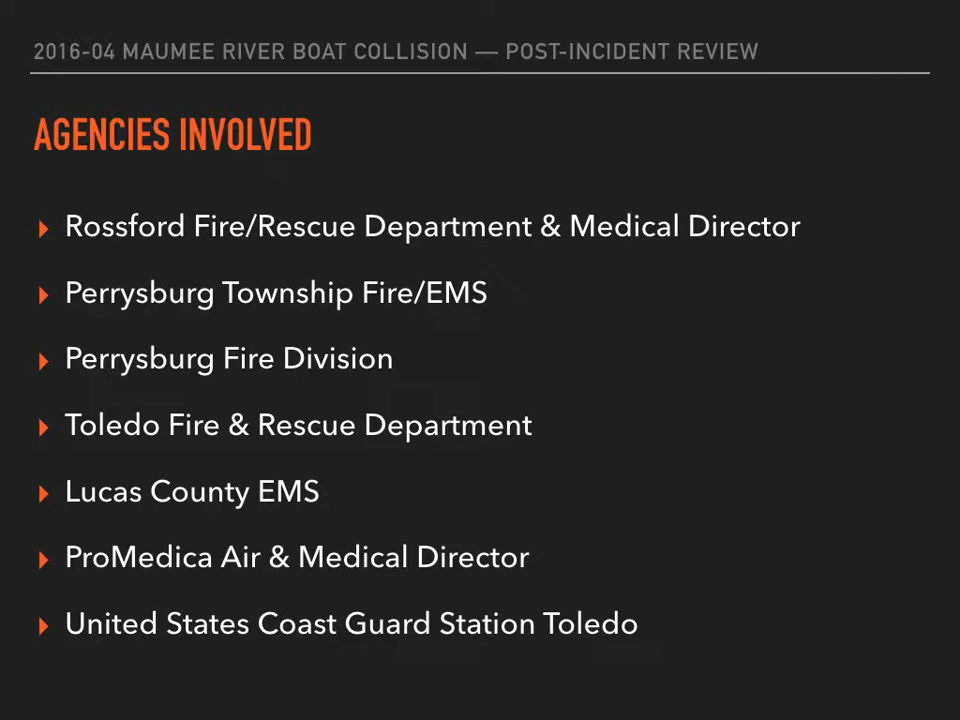 2016-04 MAUMEE RIVER BOAT COLLISION — POST-INCIDENT REVIEW
AGENCIES INVOLVED
Rossford Fire/Rescue Department & Medical Director
Perrysburg Township Fire/EMS
Perrysburg Fire Division
Toledo Fire & Rescue Department
Lucas County EMS
ProMedica Air & Medical Director
United States Coast Guard Station Toledo